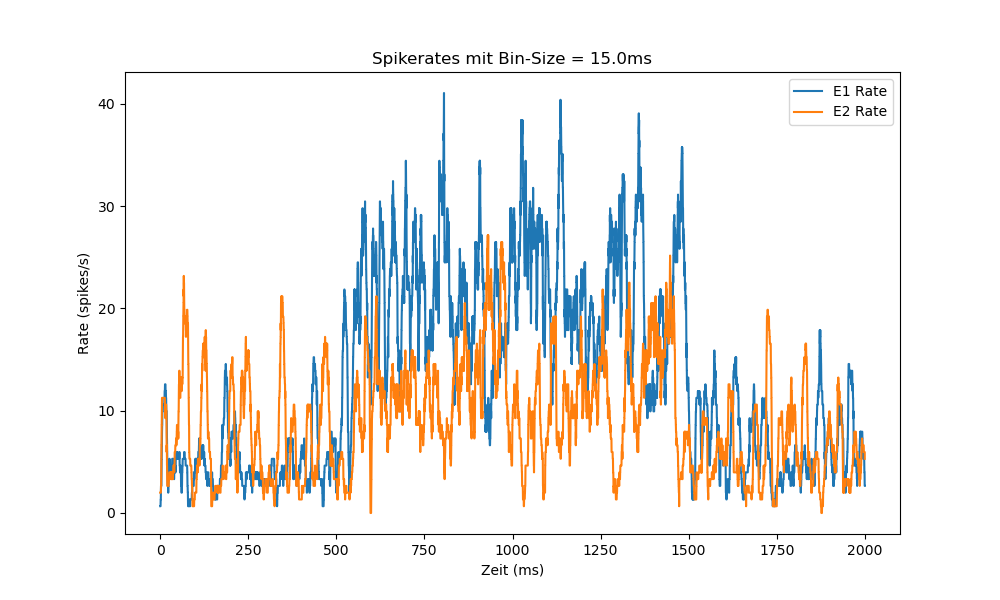 Spikerates mit Bin-Size = 15.0ms
E1 Rate
E2 Rate
Rate (spikes/s)
40
30
20
10
0
0 250 500 750 1000 1250 1500 1750 2000
Zeit (ms)